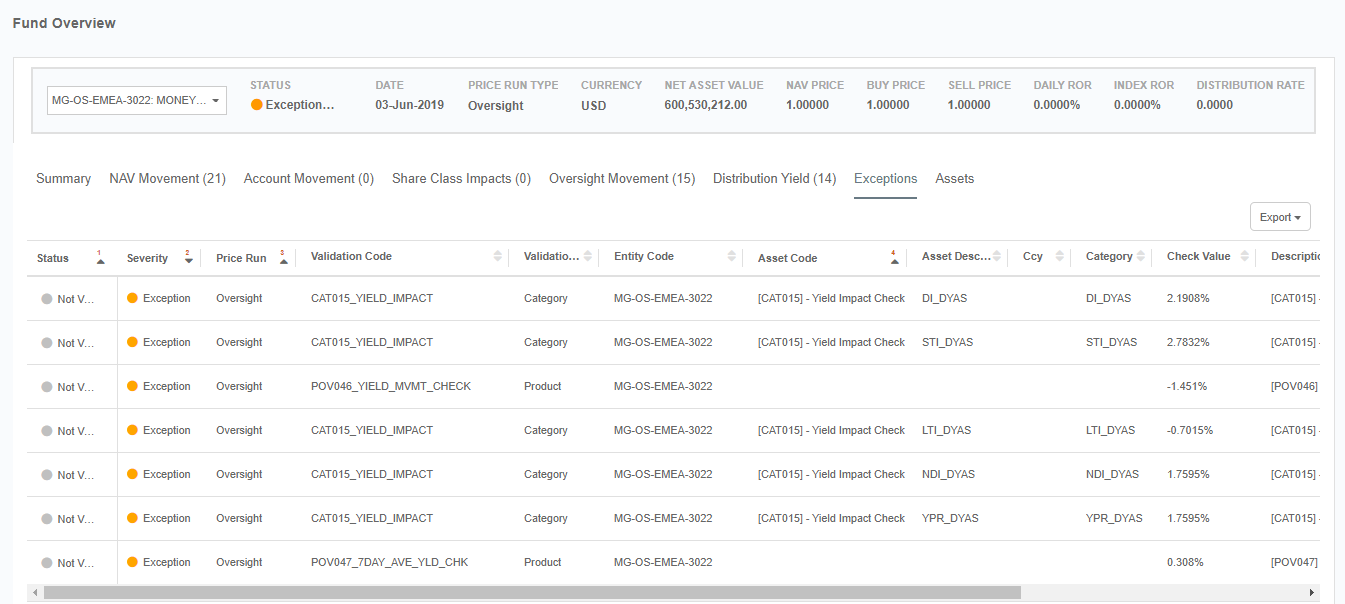 Fund Overview
MG-OS-EMEA-3022: MONEY...
STATUS DATE PRICE RUN TYPE CURRENCY NET ASSET VALUE NAV PRICE BUY PRICE SELL PRICE DAILY ROR INDEX ROR DISTRIBUTION RATE
Exception... 03-Jun-2019 Oversight USD 600,530,212.00 1.00000 1.00000 1.00000 0.0000% 0.0000% 0.0000
Summary NAV Movement (21) Account Movement (0) Share Class Impacts (0) Oversight Movement (15) Distribution Yield (14) Exceptions Assets
Export
Status 1 Severity 2 Price Run 3 Validation Code Validatio... Entity Code Asset Code 4 Asset Desc... Ccy Category Check Value Descriptio
Not V... Exception Oversight CAT015_YIELD_IMPACT Category MG-OS-EMEA-3022 [CAT015] - Yield Impact Check DI_DYAS DI_DYAS 2.1908% [CAT015] -
Not V... Exception Oversight CAT015_YIELD_IMPACT Category MG-OS-EMEA-3022 [CAT015] - Yield Impact Check STI_DYAS STI_DYAS 2.7832% [CAT015] -
Not V... Exception Oversight POV046_YIELD_MVMT_CHECK Product MG-OS-EMEA-3022 -1.451% [POV046]
Not V... Exception Oversight CAT015_YIELD_IMPACT Category MG-OS-EMEA-3022 [CAT015] - Yield Impact Check LTI_DYAS LTI_DYAS -0.7015% [CAT015] -
Not V... Exception Oversight CAT015_YIELD_IMPACT Category MG-OS-EMEA-3022 [CAT015] - Yield Impact Check NDI_DYAS NDI_DYAS 1.7595% [CAT015] -
Not V... Exception Oversight CAT015_YIELD_IMPACT Category MG-OS-EMEA-3022 [CAT015] - Yield Impact Check YPR_DYAS YPR_DYAS 1.7595% [CAT015] -
Not V... Exception Oversight POV047_7DAY_AVE_YLD_CHK Product MG-OS-EMEA-3022 0.308% [POV047]